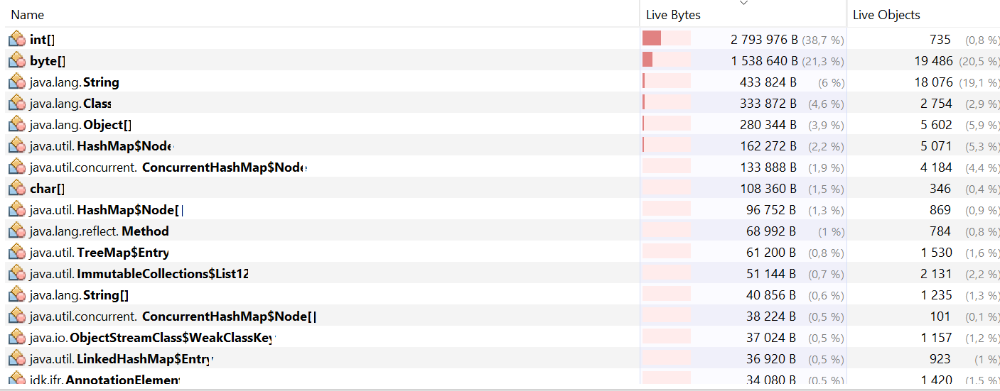 Name Live Bytes Live Objects
int[] 2 793 976 B (38,7 %) 735 (0,8 %)
byte[] 1 538 640 B (21,3 %) 19 486 (20,5 %)
java.lang.String 433 824 B (6 %) 18 076 (19,1 %)
java.lang.Class 333 872 B (4,6 %) 2 754 (2,9 %)
java.lang.Object[] 280 344 B (3,9 %) 5 602 (5,9 %)
java.util.HashMap$Node 162 272 B (2,2 %) 5 071 (5,3 %)
java.util.concurrent. ConcurrentHashMap$Node 133 888 B (1,9 %) 4 184 (4,4 %)
char[] 108 360 B (1,5 %) 346 (0,4 %)
java.util.HashMap$Node[] 96 752 B (1,3 %) 869 (0,9 %)
java.lang.reflect. Method 68 992 B (1 %) 784 (0,8 %)
java.util.TreeMap$Entry 61 200 B (0,8 %) 1 530 (1,6 %)
java.util.ImmutableCollections$List12 51 144 B (0,7 %) 2 131 (2,2 %)
java.lang.String[] 40 856 B (0,6 %) 1 235 (1,3 %)
java.util.concurrent. ConcurrentHashMap$Node[] 38 224 B (0,5 %) 101 (0,1 %)
java.io.ObjectStreamClass$WeakClassKey 37 024 B (0,5 %) 1 157 (1,2 %)
java.util.LinkedHashMap$Entry 36 920 B (0,5 %) 923 (1 %)
jdk.jfr.AnnotationElement 34 080 B (0,5 %) 1 420 (1,5 %)